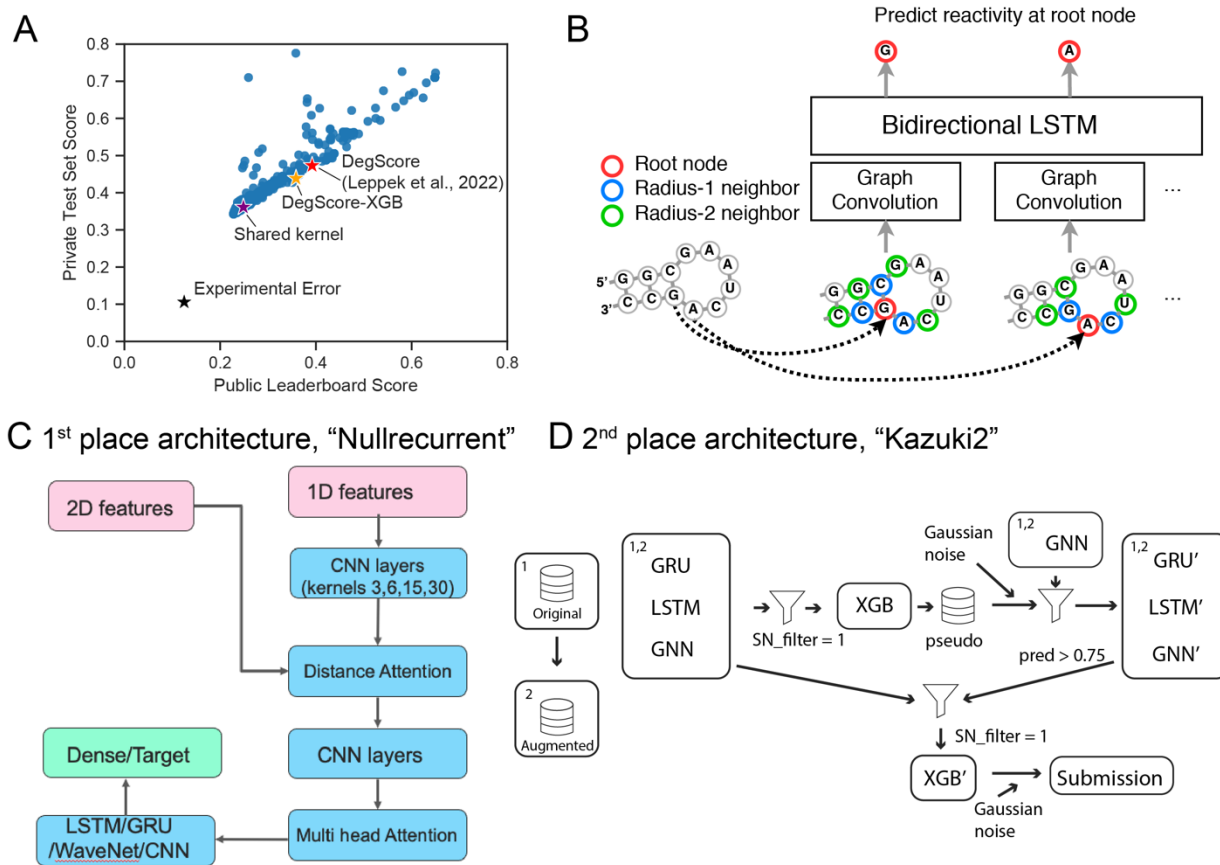 A
0.8
0.7
0.6
0.5
0.4
0.3
0.2
0.1
0.0
0.0
0.2
0.4
0.6
0.8
Private Test Set Score
Public Leaderboard Score
DegScore
(Leppek et al., 2022)
DegScore-XGB
Shared kernel
Experimental Error
B
Predict reactivity at root node
G
A
Bidirectional LSTM
Root node
Radius-1 neighbor
Radius-2 neighbor
Graph
Convolution
Graph
Convolution
...
5’
3’
G G C G A A U C A G C C
G G C G A A U C A G C C
G G C G A A U C A G C C
...
C 1st place architecture, “Nullrecurrent”
2D features
1D features
CNN layers
(kernels 3,6,15,30)
Distance Attention
CNN layers
Multi head Attention
LSTM/GRU
/WaveNet/CNN
Dense/Target
D 2nd place architecture, “Kazuki2”
1
Original
2
Augmented
1,2
GRU
LSTM
GNN
SN_filter = 1
XGB
pseudo
Gaussian
noise
1,2
GNN
pred > 0.75
1,2
GRU’
LSTM’
GNN’
SN_filter = 1
XGB’
Gaussian
noise
Submission